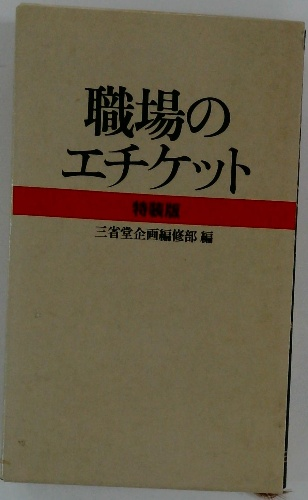 職場の
エチケット
特装版
三省堂企画編修部 編